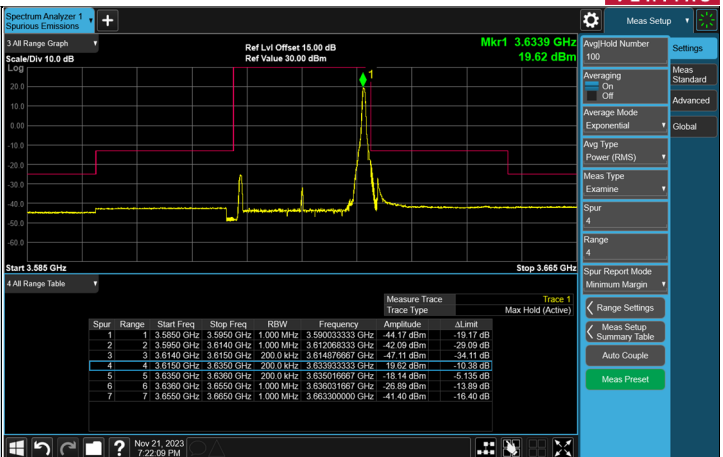 Spectrum Analyzer 1
Spurious Emissions
Meas Setup
3 All Range Graph
Ref Lvl Offset 15.00 dB
Mkr1 3.6339 GHz
Scale/Div 10.0 dB
Ref Value 30.00 dBm
19.62 dBm
Log
1
20.0
10.0
0.00
-10.0
-20.0
-30.0
-40.0
-50.0
-60.0
Start 3.585 GHz
Stop 3.665 GHz
4 All Range Table
Measure Trace Trace 1
Trace Type Max Hold (Active)
Spur Range Start Freq Stop Freq RBW Frequency Amplitude ΔLimit
1 1 3.5850 GHz 3.5950 GHz 1.000 MHz 3.590033333 GHz -44.17 dBm -19.17 dB
2 2 3.5950 GHz 3.6140 GHz 1.000 MHz 3.612068333 GHz -42.09 dBm -29.09 dB
3 3 3.6140 GHz 3.6150 GHz 200.0 kHz 3.614876667 GHz -47.11 dBm -34.11 dB
4 4 3.6150 GHz 3.6350 GHz 200.0 kHz 3.633933333 GHz 19.62 dBm -10.38 dB
5 5 3.6350 GHz 3.6360 GHz 200.0 kHz 3.635016667 GHz -18.14 dBm -5.135 dB
6 6 3.6360 GHz 3.6550 GHz 1.000 MHz 3.636031667 GHz -26.89 dBm -13.89 dB
7 7 3.6550 GHz 3.6650 GHz 1.000 MHz 3.663300000 GHz -41.40 dBm -16.40 dB
Avg|Hold Number
100
Averaging
On
Off
Average Mode
Exponential
Avg Type
Power (RMS)
Meas Type
Examine
Spur
4
Range
4
Spur Report Mode
Minimum Margin
Range Settings
Meas Setup
Summary Table
Auto Couple
Meas Preset
Settings
Meas
Standard
Advanced
Global
?
Nov 21, 2023
7:22:09 PM